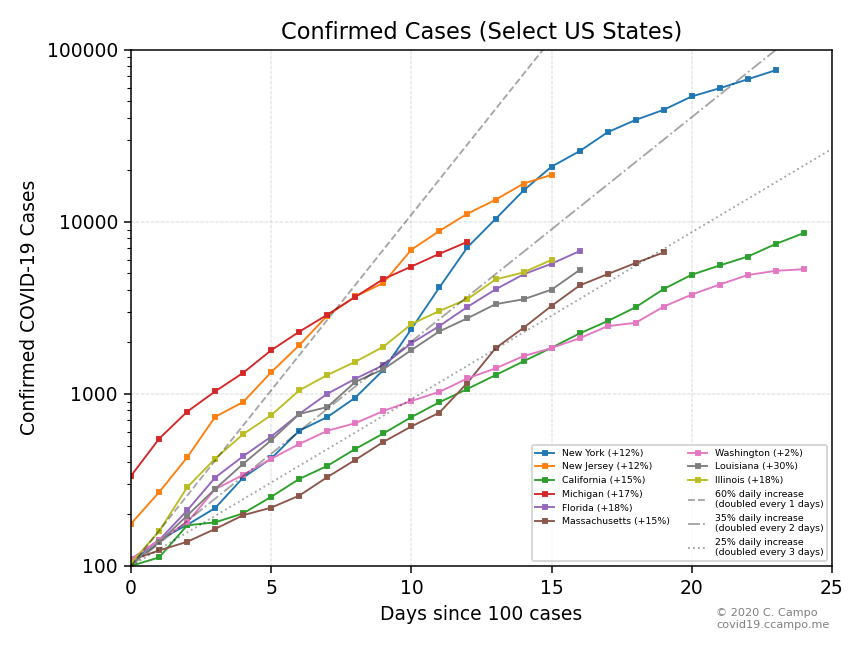 Confirmed Cases (Select US States)
100000
10000
1000
100
Confirmed COVID-19 Cases
0 5 10 15 20 25
Days since 100 cases
New York (+12%)
New Jersey (+12%)
California (+15%)
Michigan (+17%)
Florida (+18%)
Massachusetts (+15%)
Washington (+2%)
Louisiana (+30%)
Illinois (+18%)
60% daily increase
(doubled every 1 days)
35% daily increase
(doubled every 2 days)
25% daily increase
(doubled every 3 days)
© 2020 C. Campo
covid19.ccampo.me